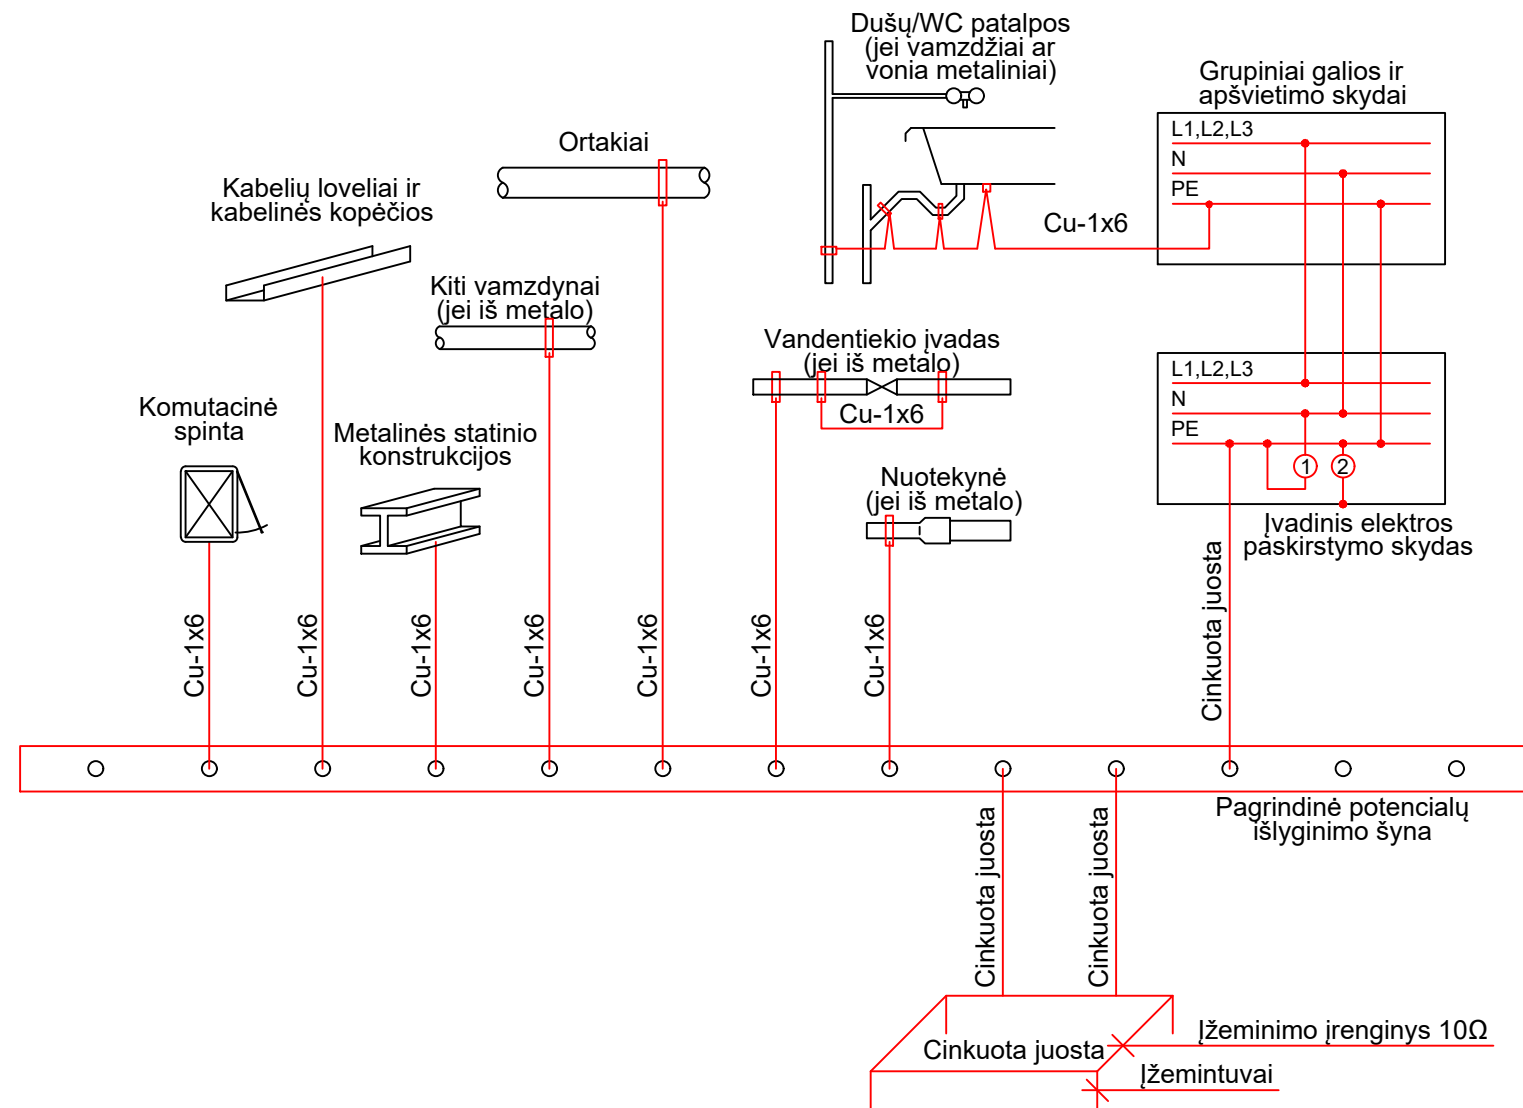 Dušų/WC patalpos
(jei vamzdžiai ar
vonia metaliniai)
Grupiniai galios ir
apšvietimo skydai
L1,L2,L3
N
PE
Cu-1x6
Ortakiai
Kabelių loveliai ir
kabelinės kopėčios
Kiti vamzdynai
(jei iš metalo)
Vandentiekio įvadas
(jei iš metalo)
Cu-1x6
L1,L2,L3
N
PE
1
2
Įvadinis elektros
paskirstymo skydas
Komutacinė
spinta
Metalinės statinio
konstrukcijos
Nuotekynė
(jei iš metalo)
Cu-1x6
Cu-1x6
Cu-1x6
Cu-1x6
Cu-1x6
Cu-1x6
Cu-1x6
Cinkuota juosta
Pagrindinė potencialų
išlyginimo šyna
Cinkuota juosta
Cinkuota juosta
Cinkuota juosta
Įžeminimo įrenginys 10Ω
Įžemintuvai